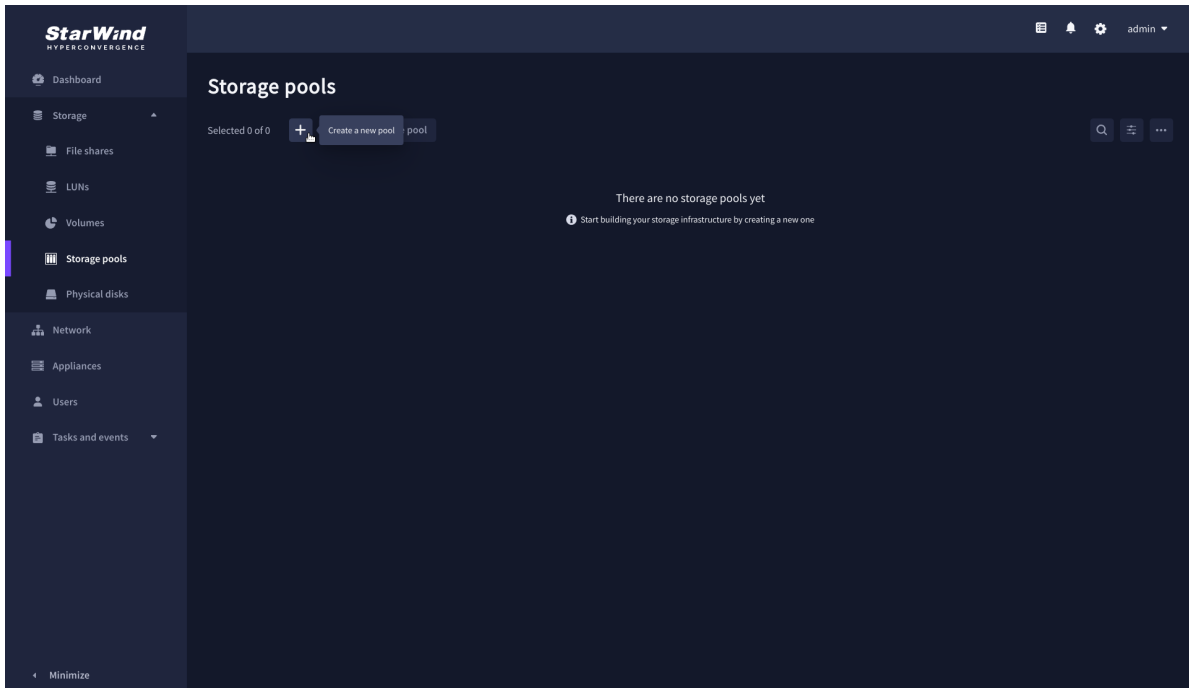 StarWind
HYPERCONVERGENCE
admin
Dashboard
Storage
File shares
LUNs
Volumes
Storage pools
Physical disks
Network
Appliances
Users
Tasks and events
Minimize
Storage pools
Selected 0 of 0
Create a new pool
pool
There are no storage pools yet
Start building your storage infrastructure by creating a new one